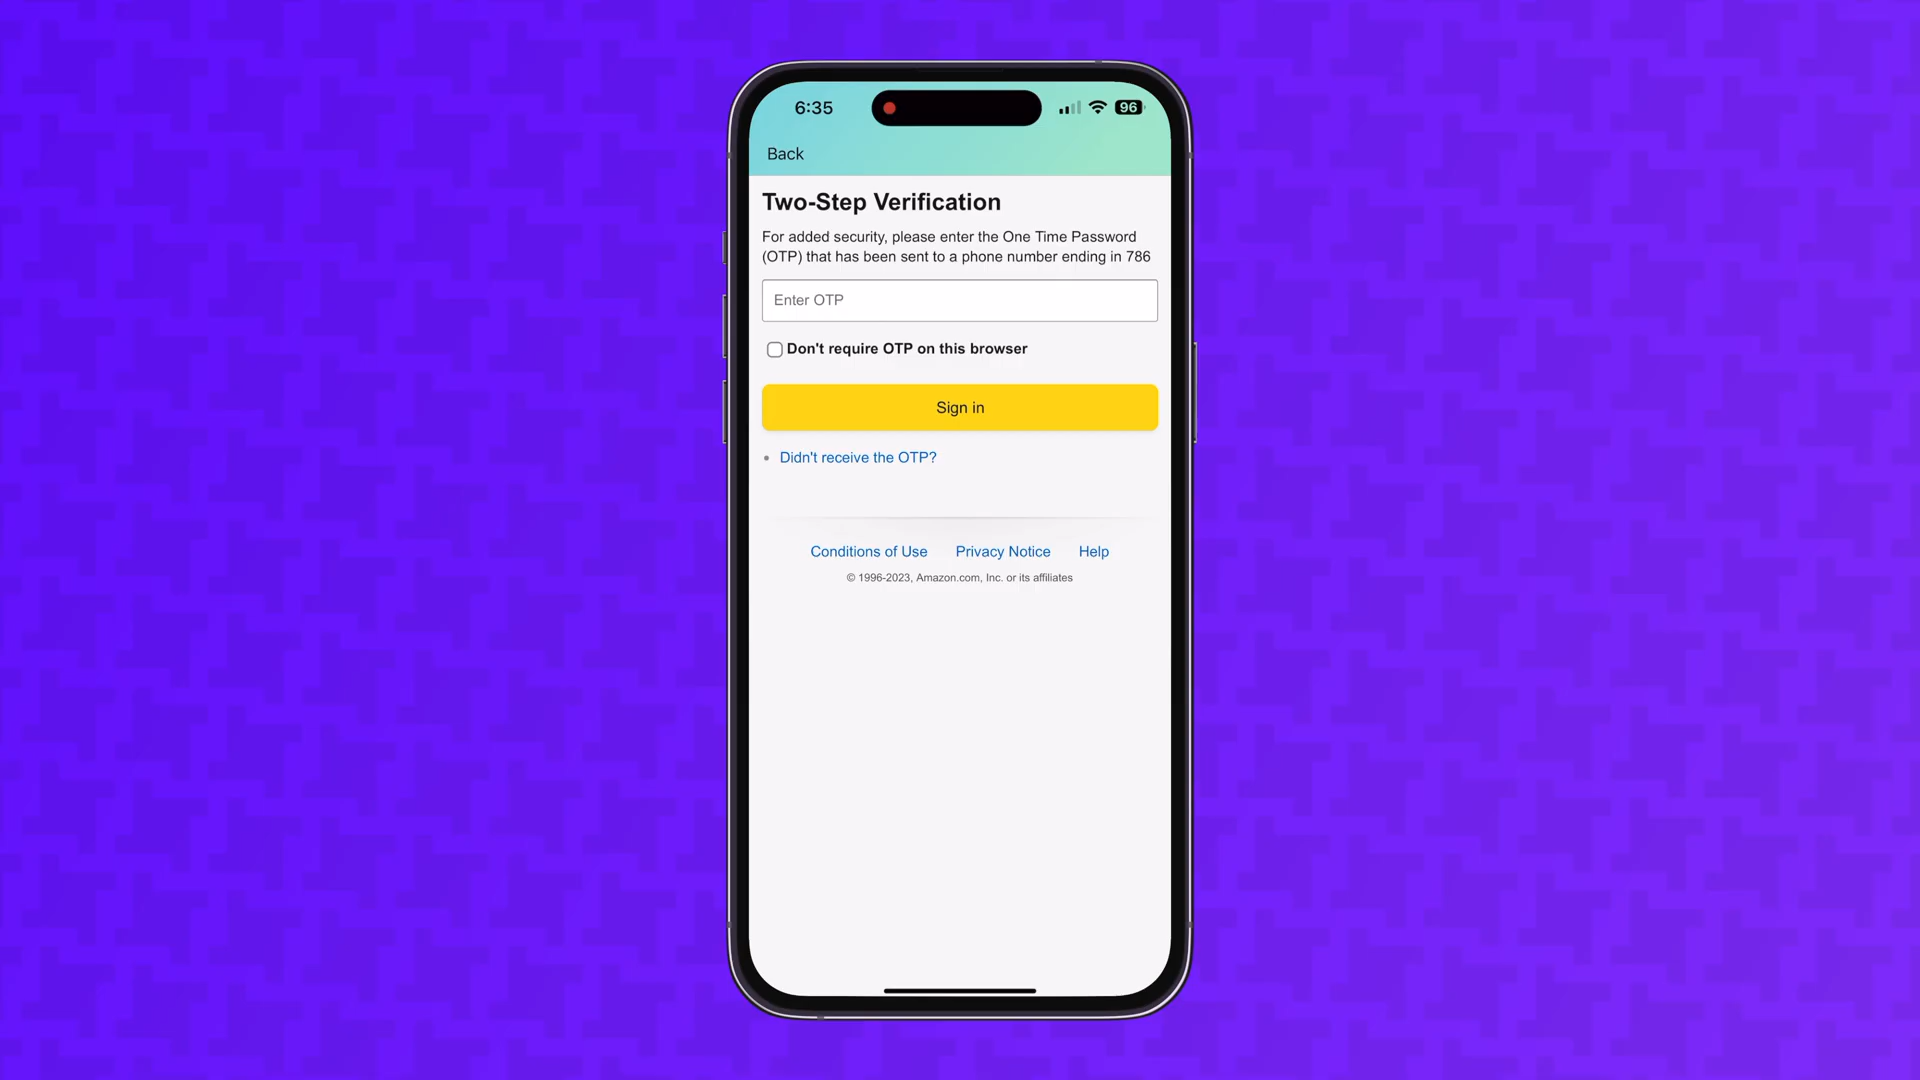 6:35
96
Back
Two-Step Verification
For added security, please enter the One Time Password
(OTP) that has been sent to a phone number ending in 786
Enter OTP
Don't require OTP on this browser
Sign in
Didn't receive the OTP?
Conditions of Use Privacy Notice Help
© 1996-2023, Amazon.com, Inc. or its affiliates